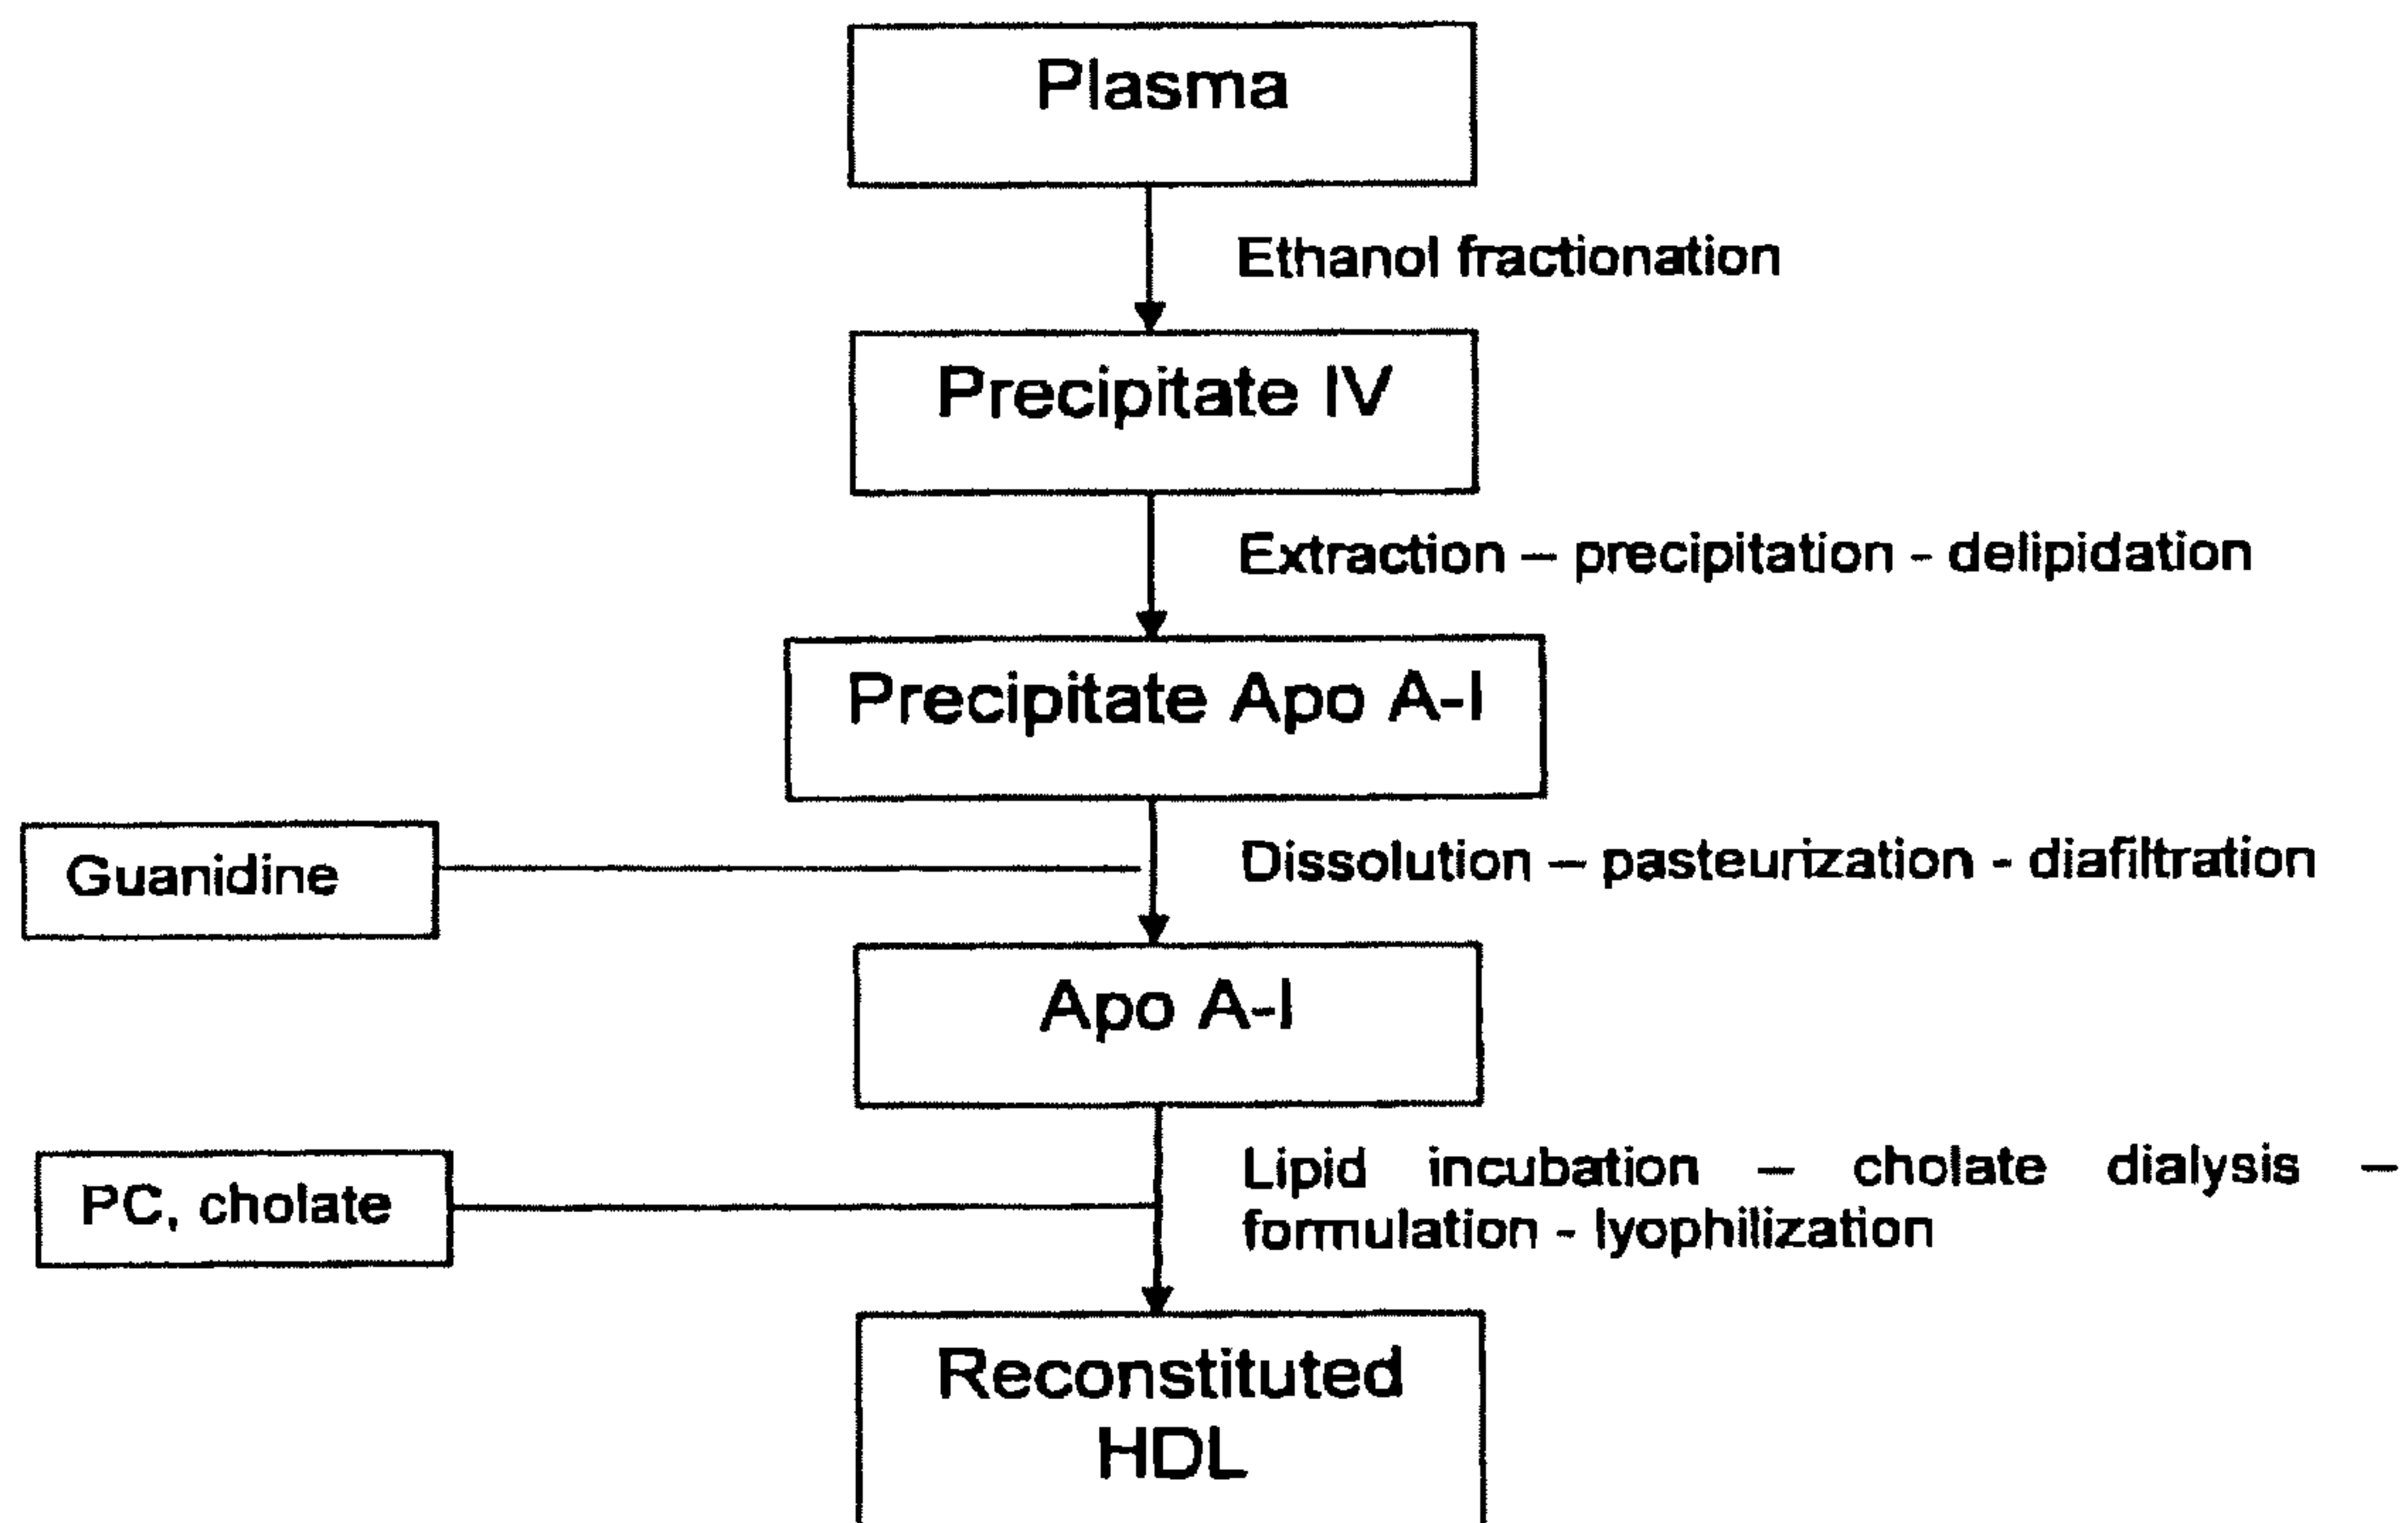 Plasma
Ethanol fractionation
Precipitate IV
Extraction – precipitation - delipidation
Precipitate Apo A-I
Guanidine
Dissolution – pasteurization - diafiltration
Apo A-I
PC, cholate
Lipid incubation – cholate dialysis –
formulation - lyophilization
Reconstituted
HDL